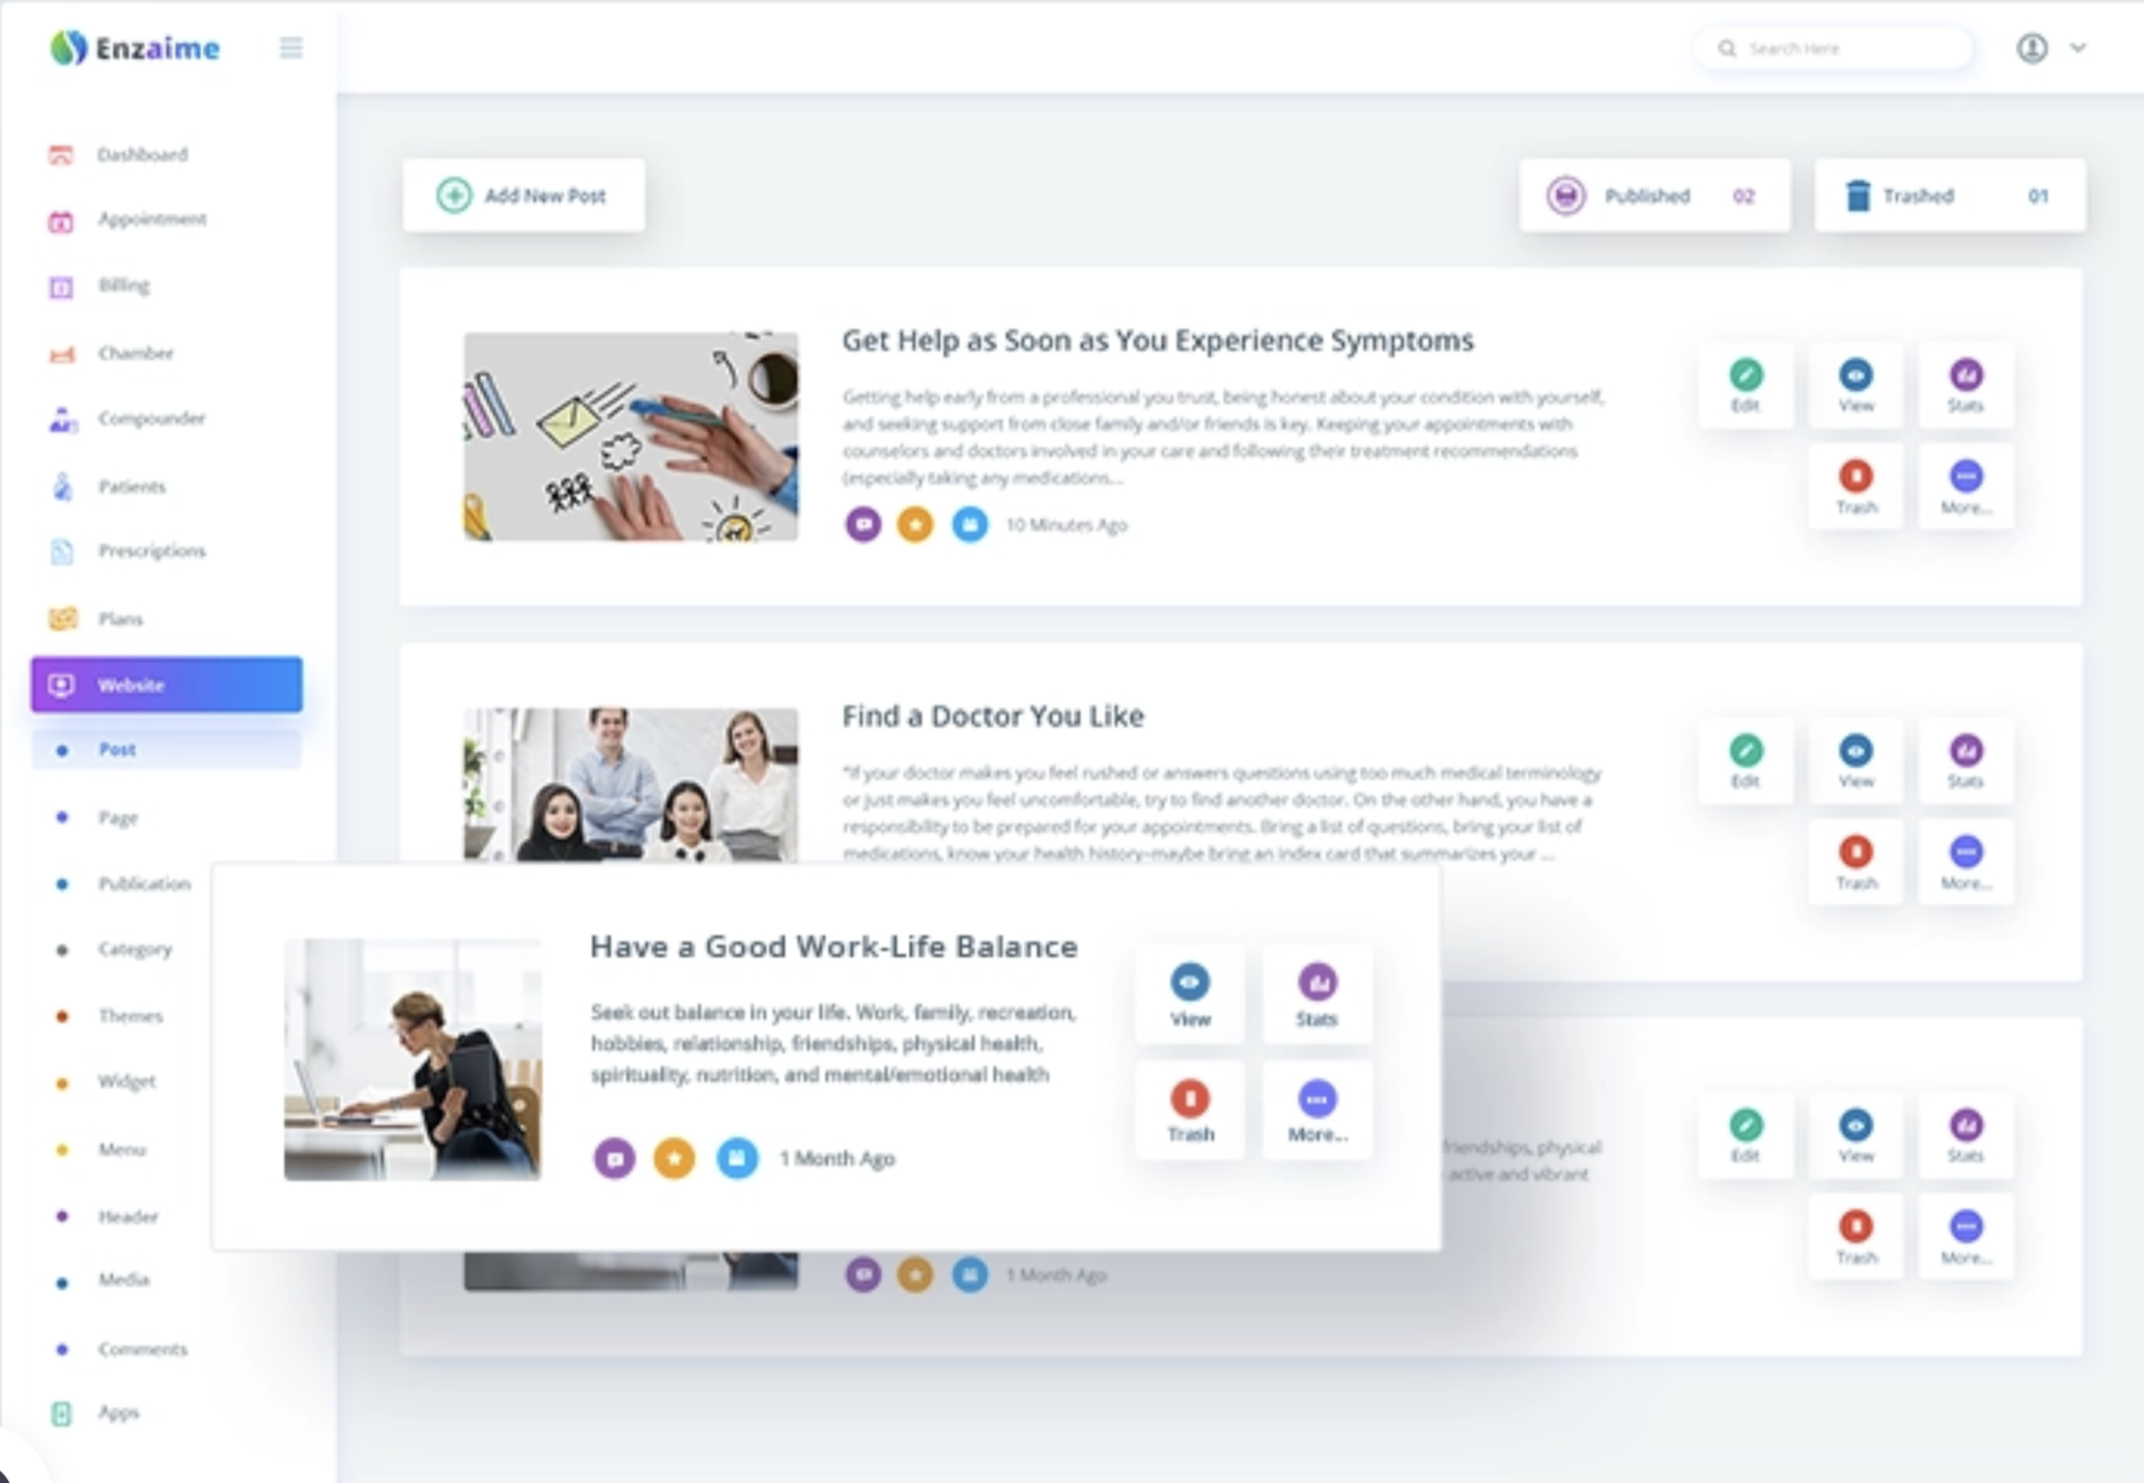 Enzaime
Search Here
Dashboard
Appointment
Billing
Chamber
Compounder
Patients
Prescriptions
Plans
Website
Post
Page
Publication
Category
Themes
Widget
Menu
Header
Media
Comments
Apps
Add New Post
Published 02
Trashed 01
Get Help as Soon as You Experience Symptoms
Getting help early from a professional you trust, being honest about your condition with yourself,
and seeking support from close family and/or friends is key. Keeping your appointments with
counselors and doctors involved in your care and following their treatment recommendations
(especially taking any medications...
10 Minutes Ago
Edit
View
Stats
Trash
More...
Find a Doctor You Like
"If your doctor makes you feel rushed or answers questions using too much medical terminology
or just makes you feel uncomfortable, try to find another doctor. On the other hand, you have a
responsibility to be prepared for your appointments. Bring a list of questions, bring your list of
medications, know your health history–maybe bring an index card that summarizes your ...
Edit
View
Stats
Trash
More...
Have a Good Work-Life Balance
Seek out balance in your life. Work, family, recreation,
hobbies, relationship, friendships, physical health,
spirituality, nutrition, and mental/emotional health
1 Month Ago
View
Stats
Trash
More...
friendships, physical
active and vibrant
1 Month Ago
Edit
View
Stats
Trash
More...